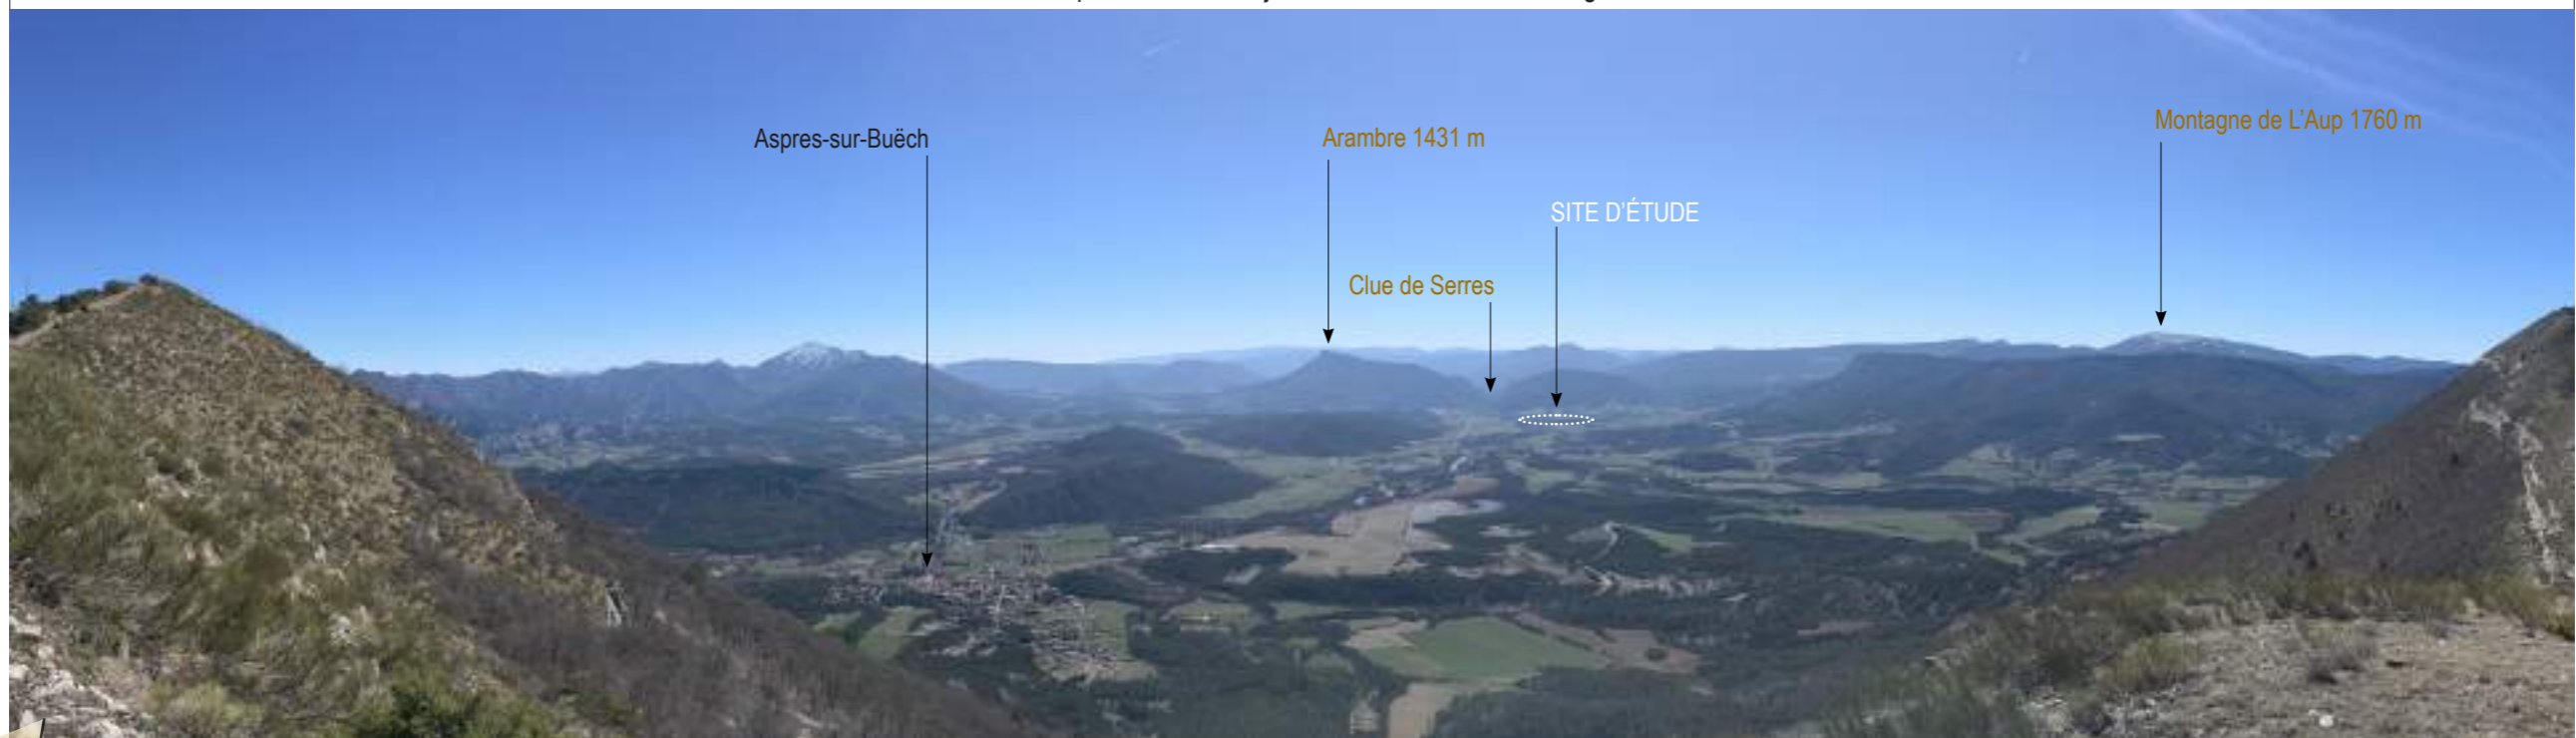 Aspres-sur-Buëch
Arambre 1431 m
Montagne de L'Aup 1760 m
SITE D'ÉTUDE
Clue de Serres